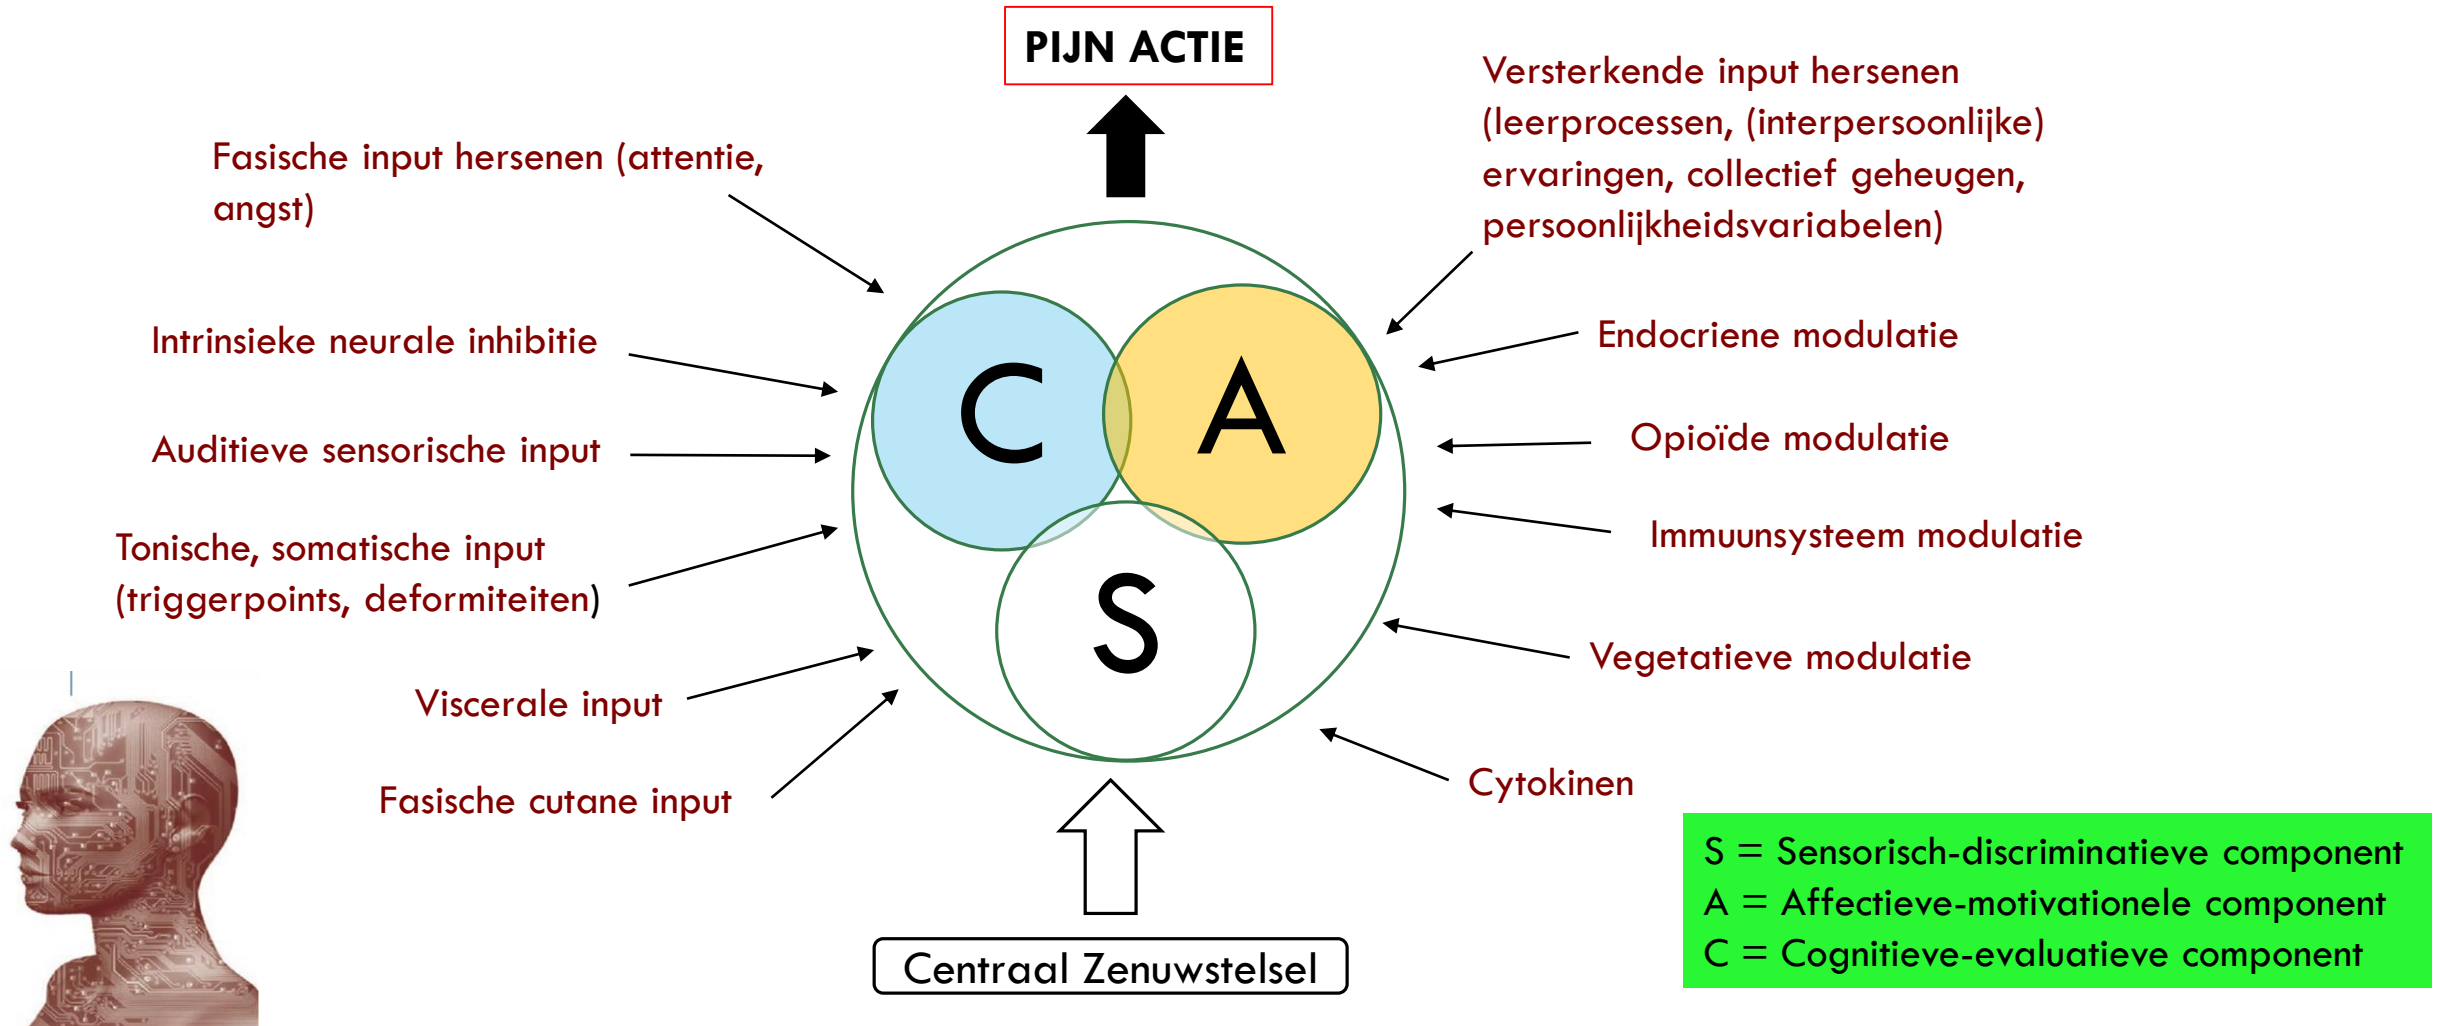 PIJN ACTIE
Fasische input hersenen (attentie,
angst)
Intrinsieke neurale inhibitie
Auditieve sensorische input
Tonische, somatische input
(triggerpoints, deformiteiten)
Viscerale input
Fasische cutane input
C
A
S
Versterkende input hersenen
(leerprocessen, (interpersoonlijke)
ervaringen, collectief geheugen,
persoonlijkheidsvariabelen)
Endocriene modulatie
Opioïde modulatie
Immuunsysteem modulatie
Vegetatieve modulatie
Cytokinen
Centraal Zenuwstelsel
S = Sensorisch-discriminatieve component
A = Affectieve-motivationele component
C = Cognitieve-evaluatieve component